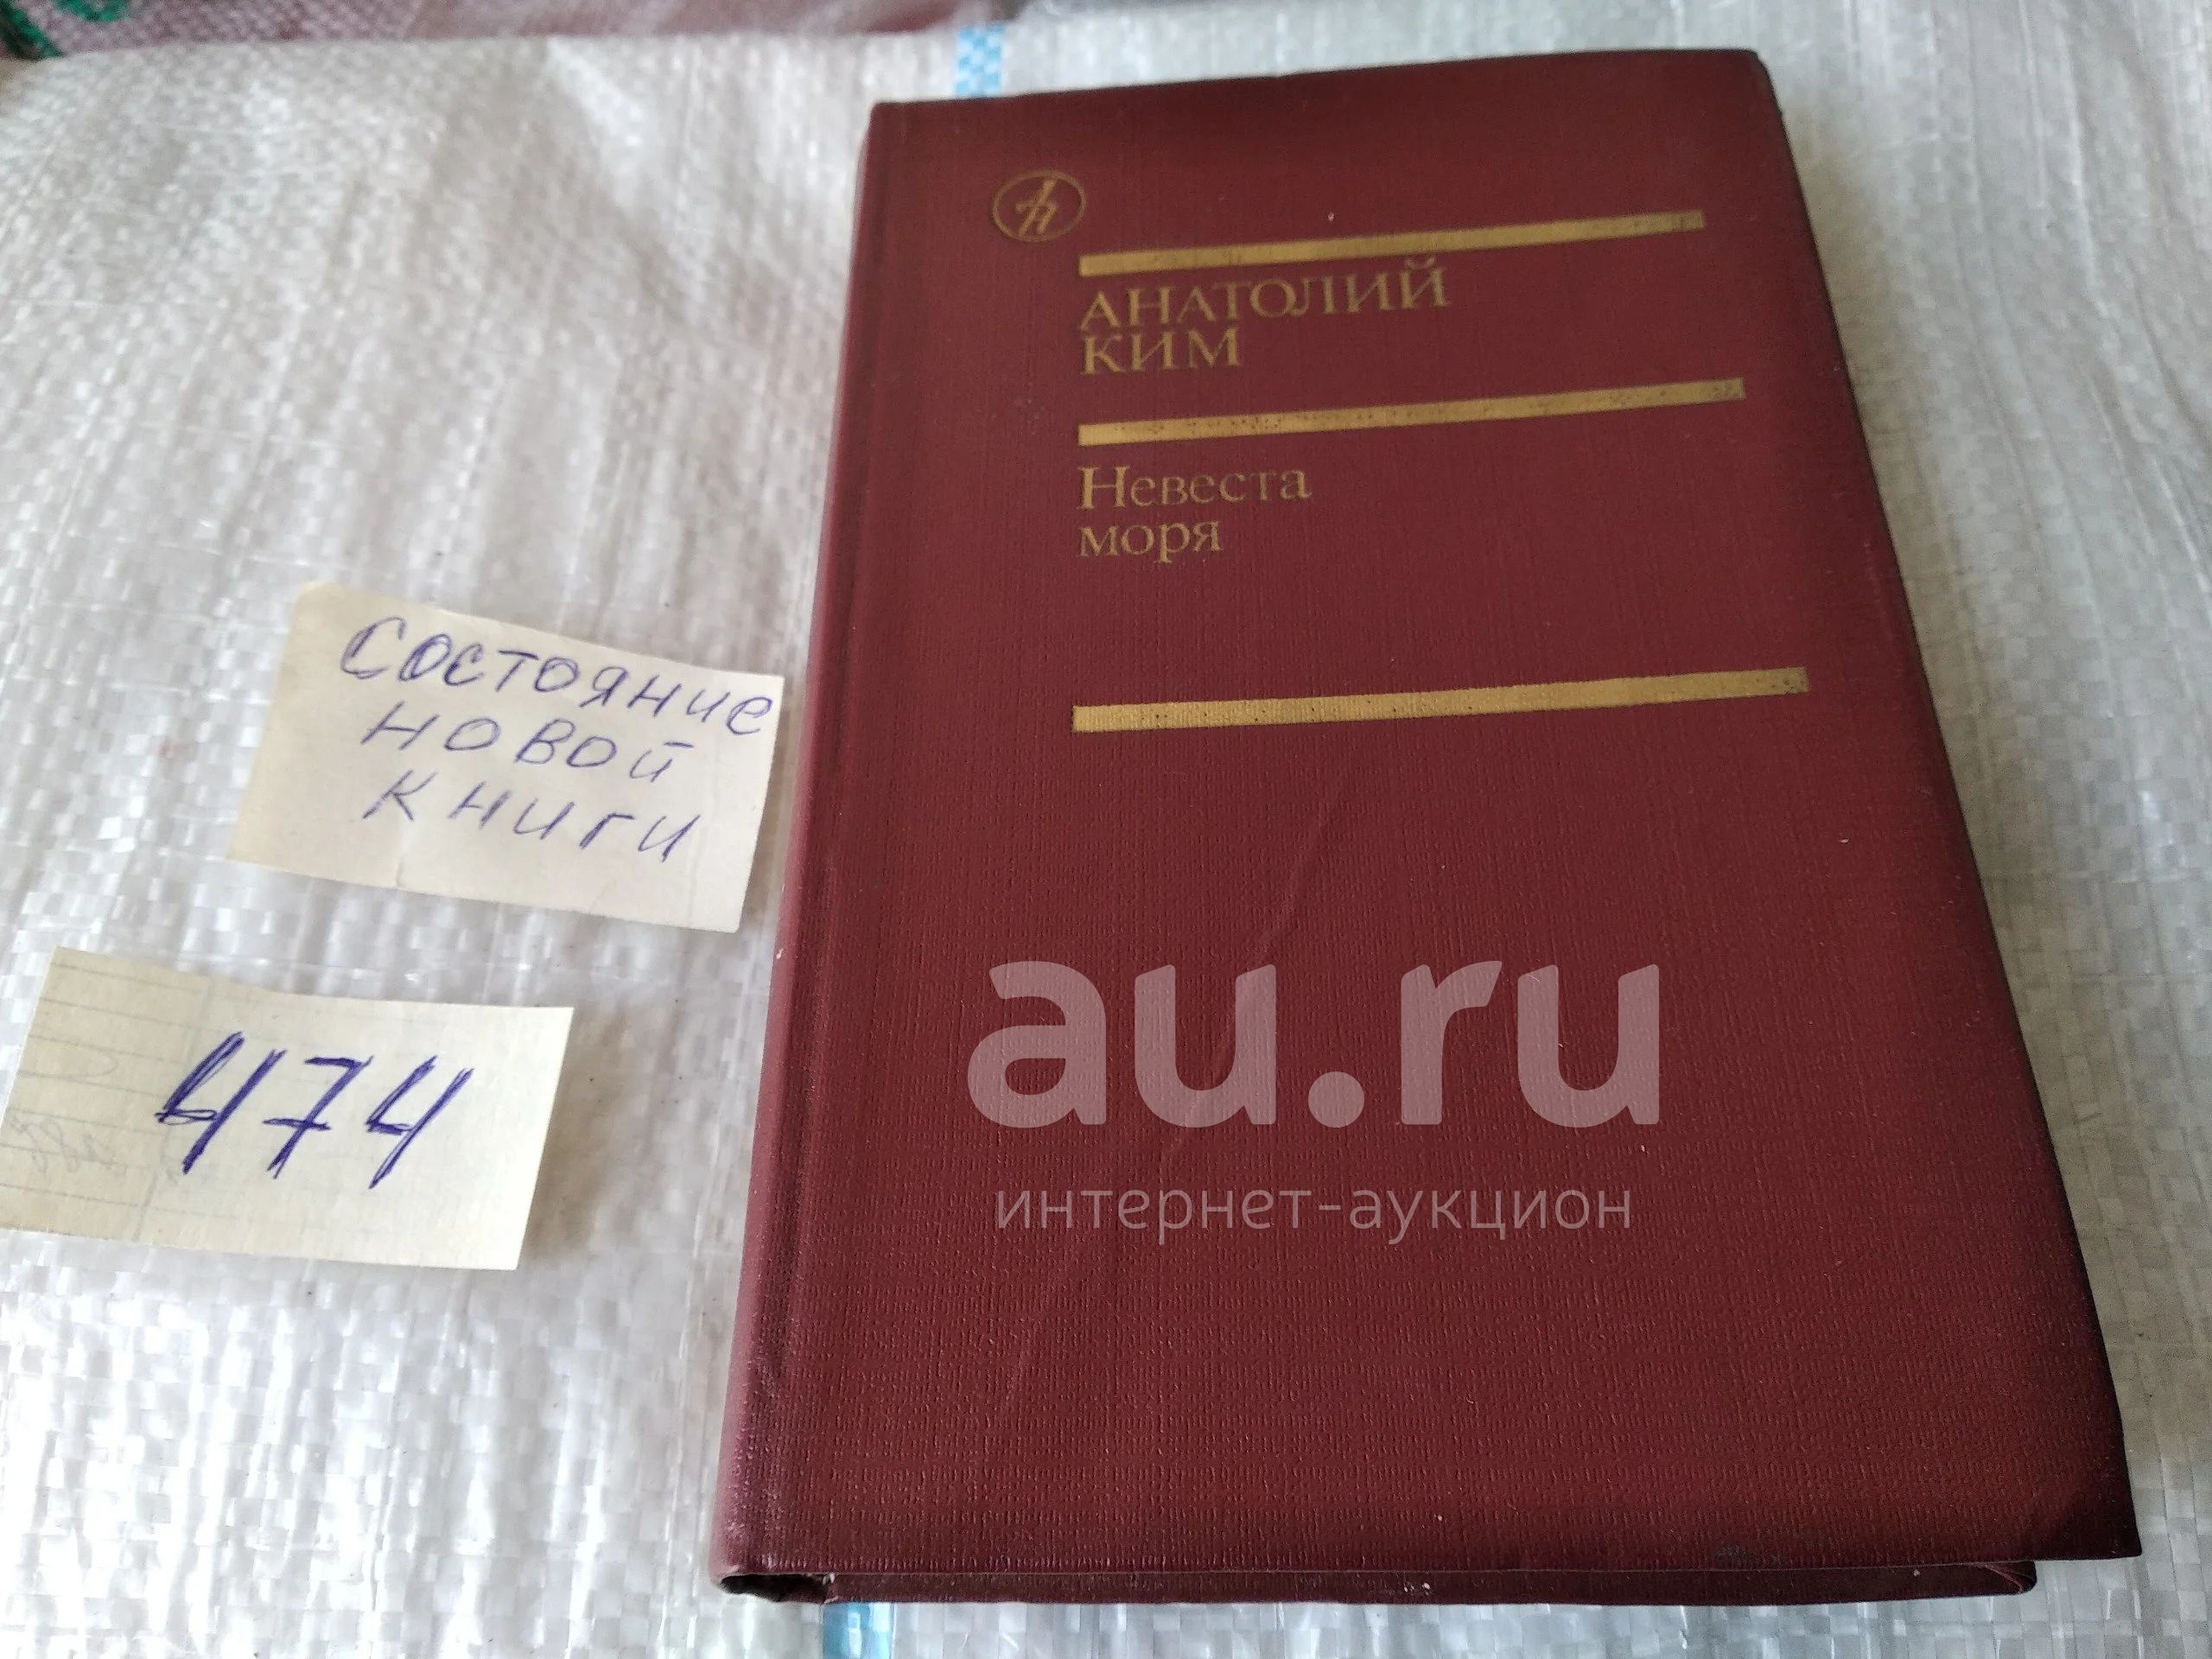 АНАТОЛИЙ
КИМ
Невеста
моря
Состояние
новой
книги
474
au.ru
интернет-аукцион